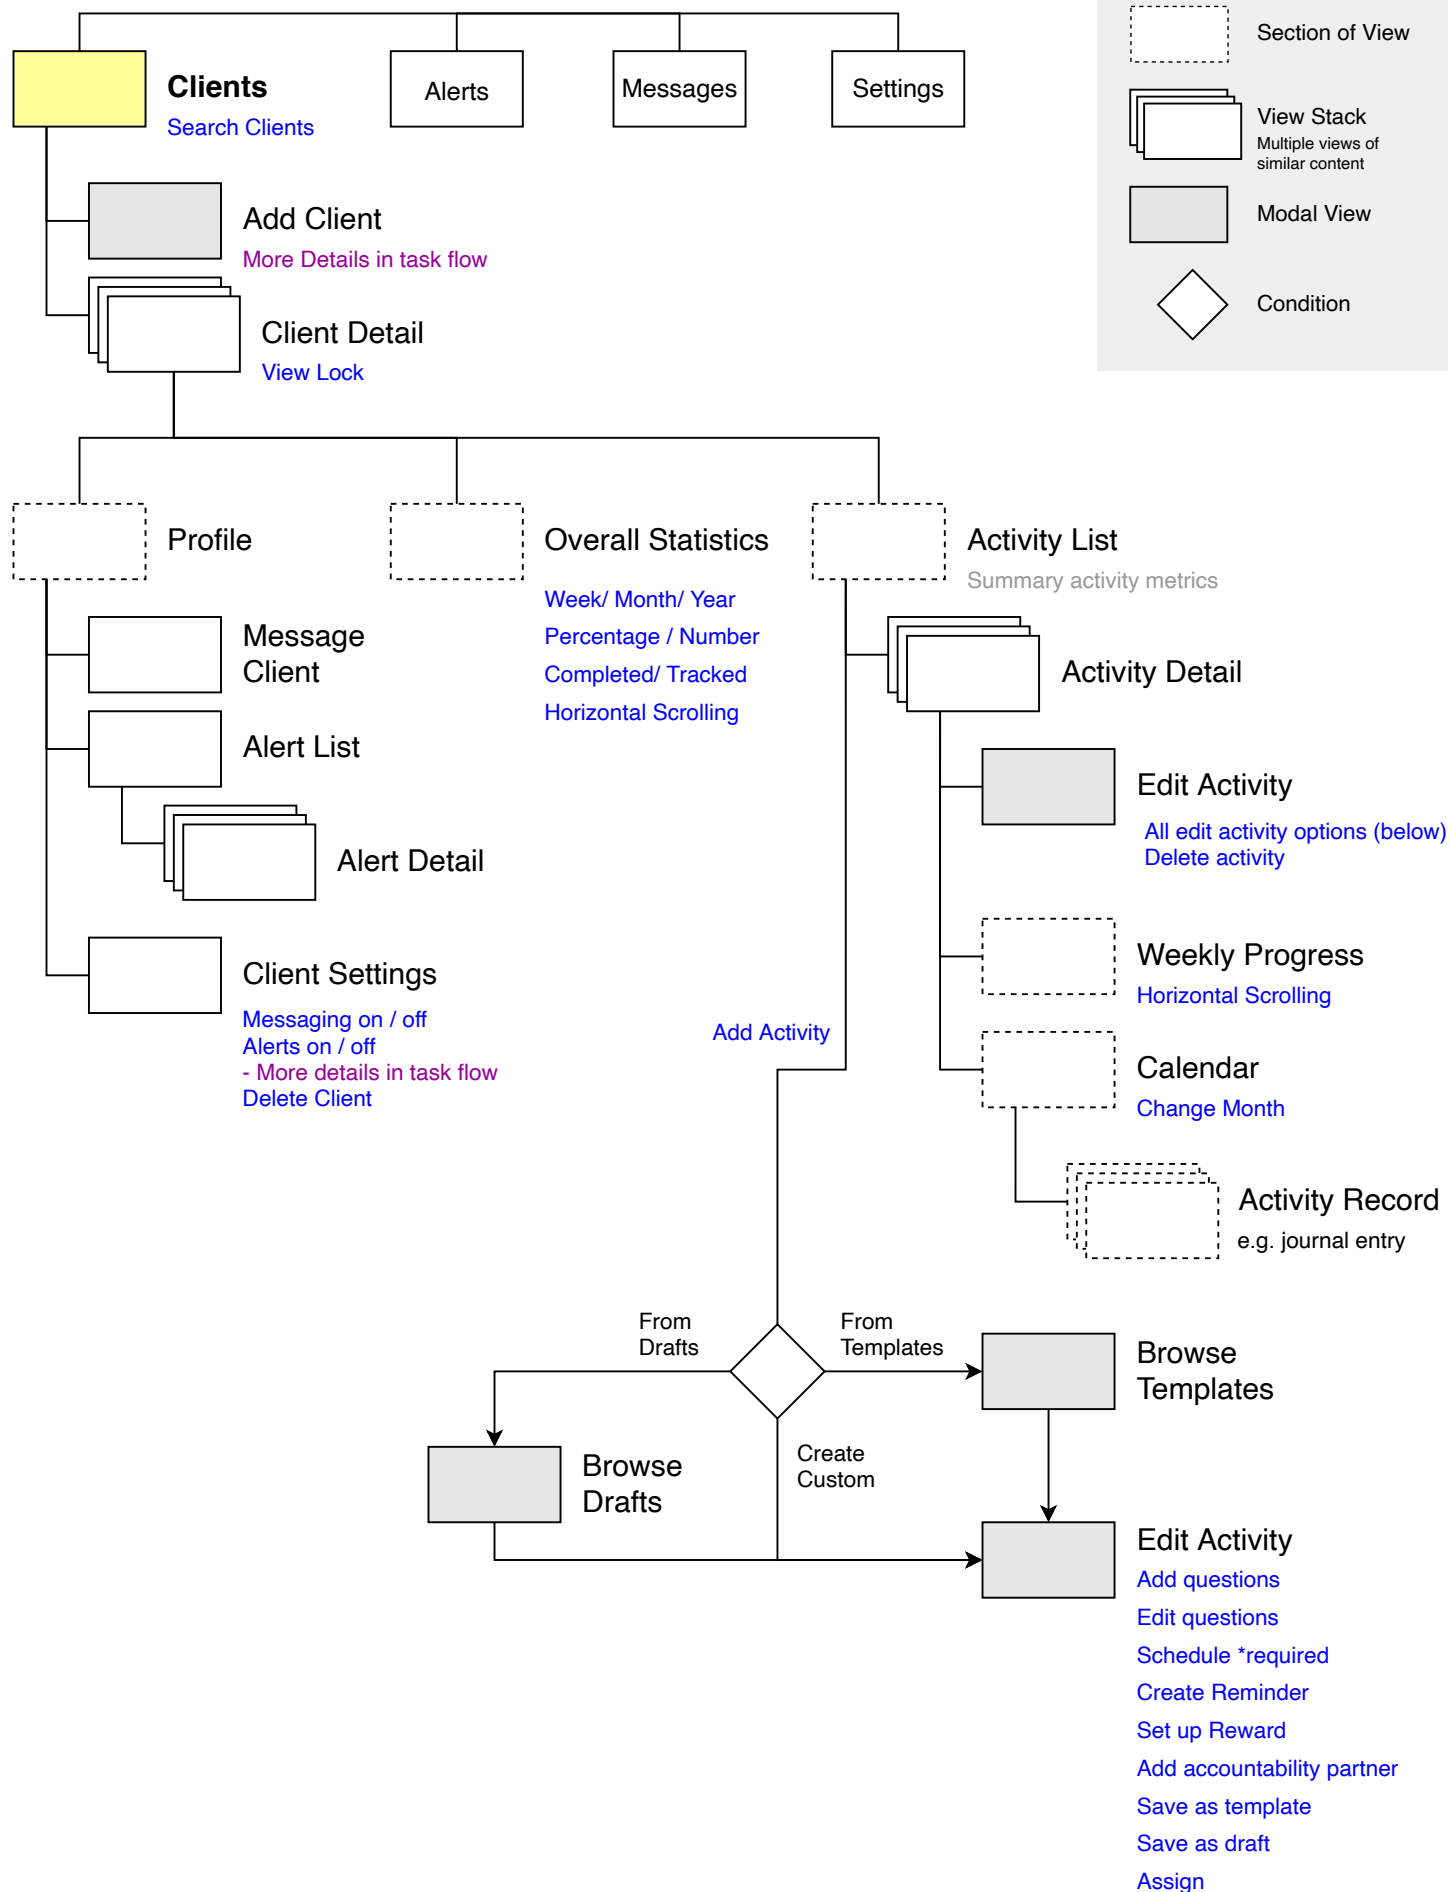 Section of View
View Stack
Multiple views of
similar content
Modal View
Condition
Clients
Search Clients
Alerts
Messages
Settings
Add Client
More Details in task flow
Client Detail
View Lock
Profile
Overall Statistics
Week/ Month/ Year
Percentage / Number
Completed/ Tracked
Horizontal Scrolling
Activity List
Summary activity metrics
Message
Client
Alert List
Alert Detail
Client Settings
Messaging on / off
Alerts on / off
- More details in task flow
Delete Client
Activity Detail
Edit Activity
All edit activity options (below)
Delete activity
Weekly Progress
Horizontal Scrolling
Add Activity
Calendar
Change Month
Activity Record
e.g. journal entry
From
Drafts
From
Templates
Browse
Templates
Create
Custom
Browse
Drafts
Edit Activity
Add questions
Edit questions
Schedule *required
Create Reminder
Set up Reward
Add accountability partner
Save as template
Save as draft
Assign